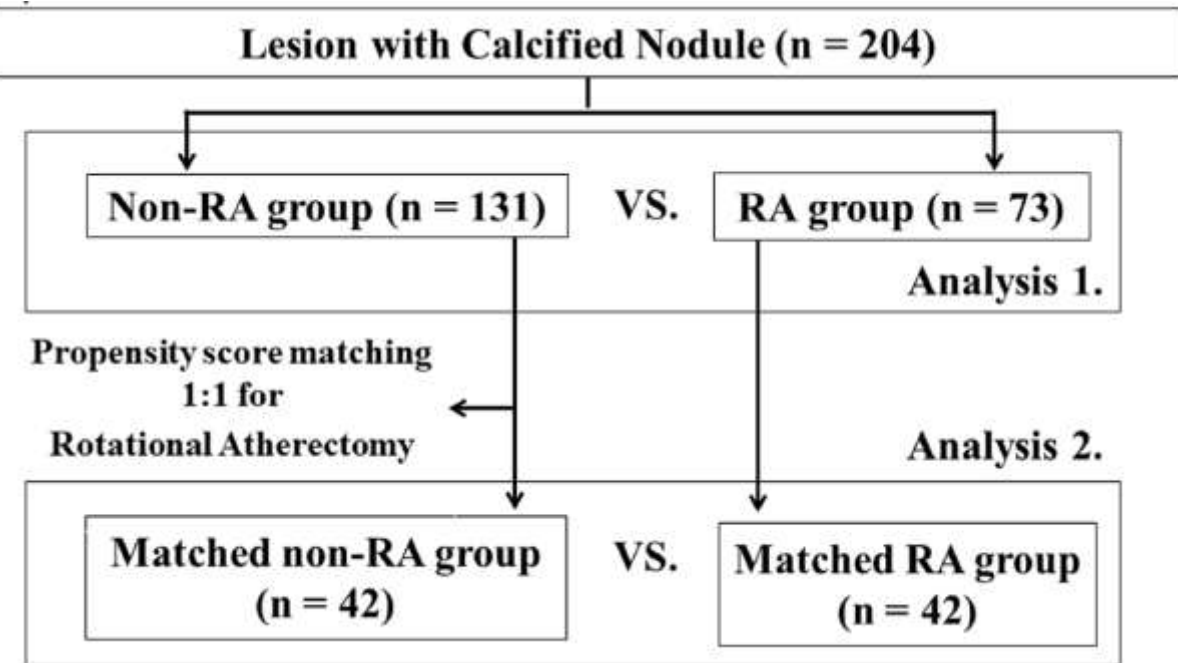 Lesion with Calcified Nodule (n = 204)
Non-RA group (n = 131)
VS.
RA group (n = 73)
Analysis 1.
Propensity score matching
1:1 for
Rotational Atherectomy
Analysis 2.
Matched non-RA group
(n = 42)
VS.
Matched RA group
(n = 42)